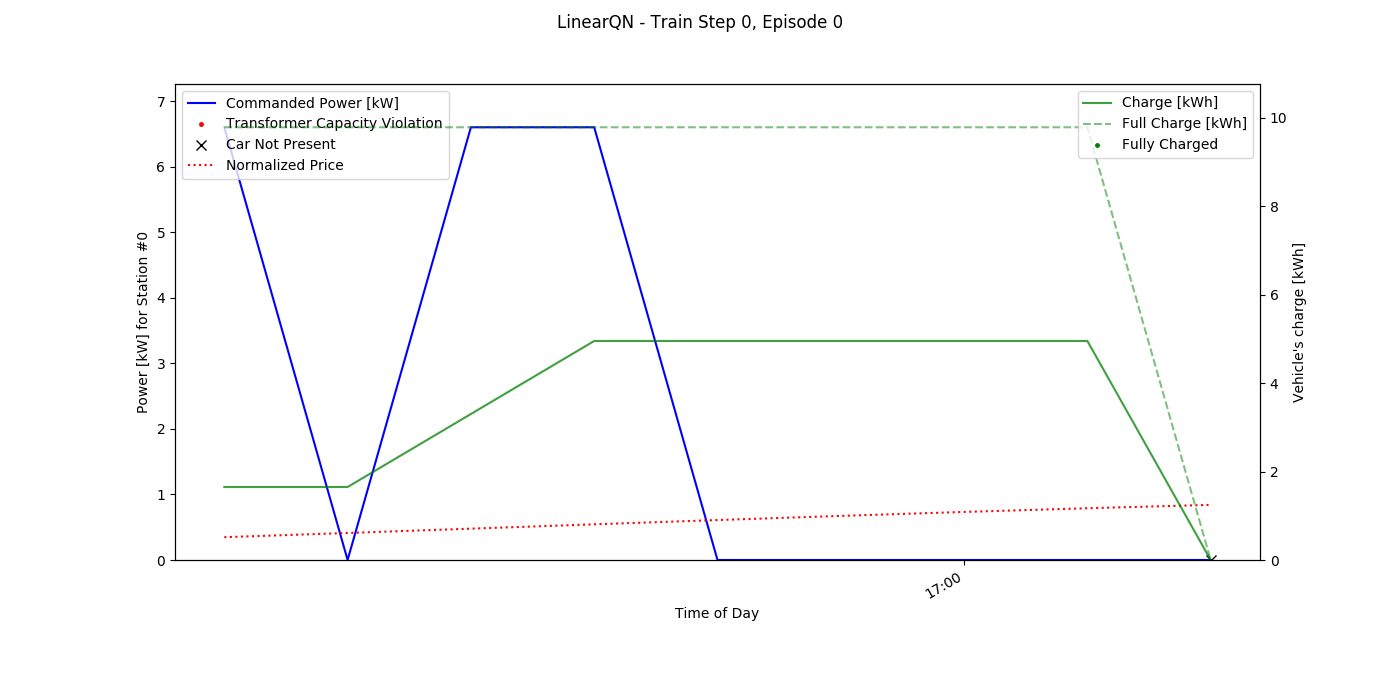 LinearQN - Train Step 0, Episode 0
Commanded Power [kW]
Transformer Capacity Violation
Car Not Present
Normalized Price
Charge [kWh]
Full Charge [kWh]
Fully Charged
7
6
5
4
3
2
1
0
Power [kW] for Station #0
10
8
6
4
2
0
Vehicle's charge [kWh]
17:00
Time of Day